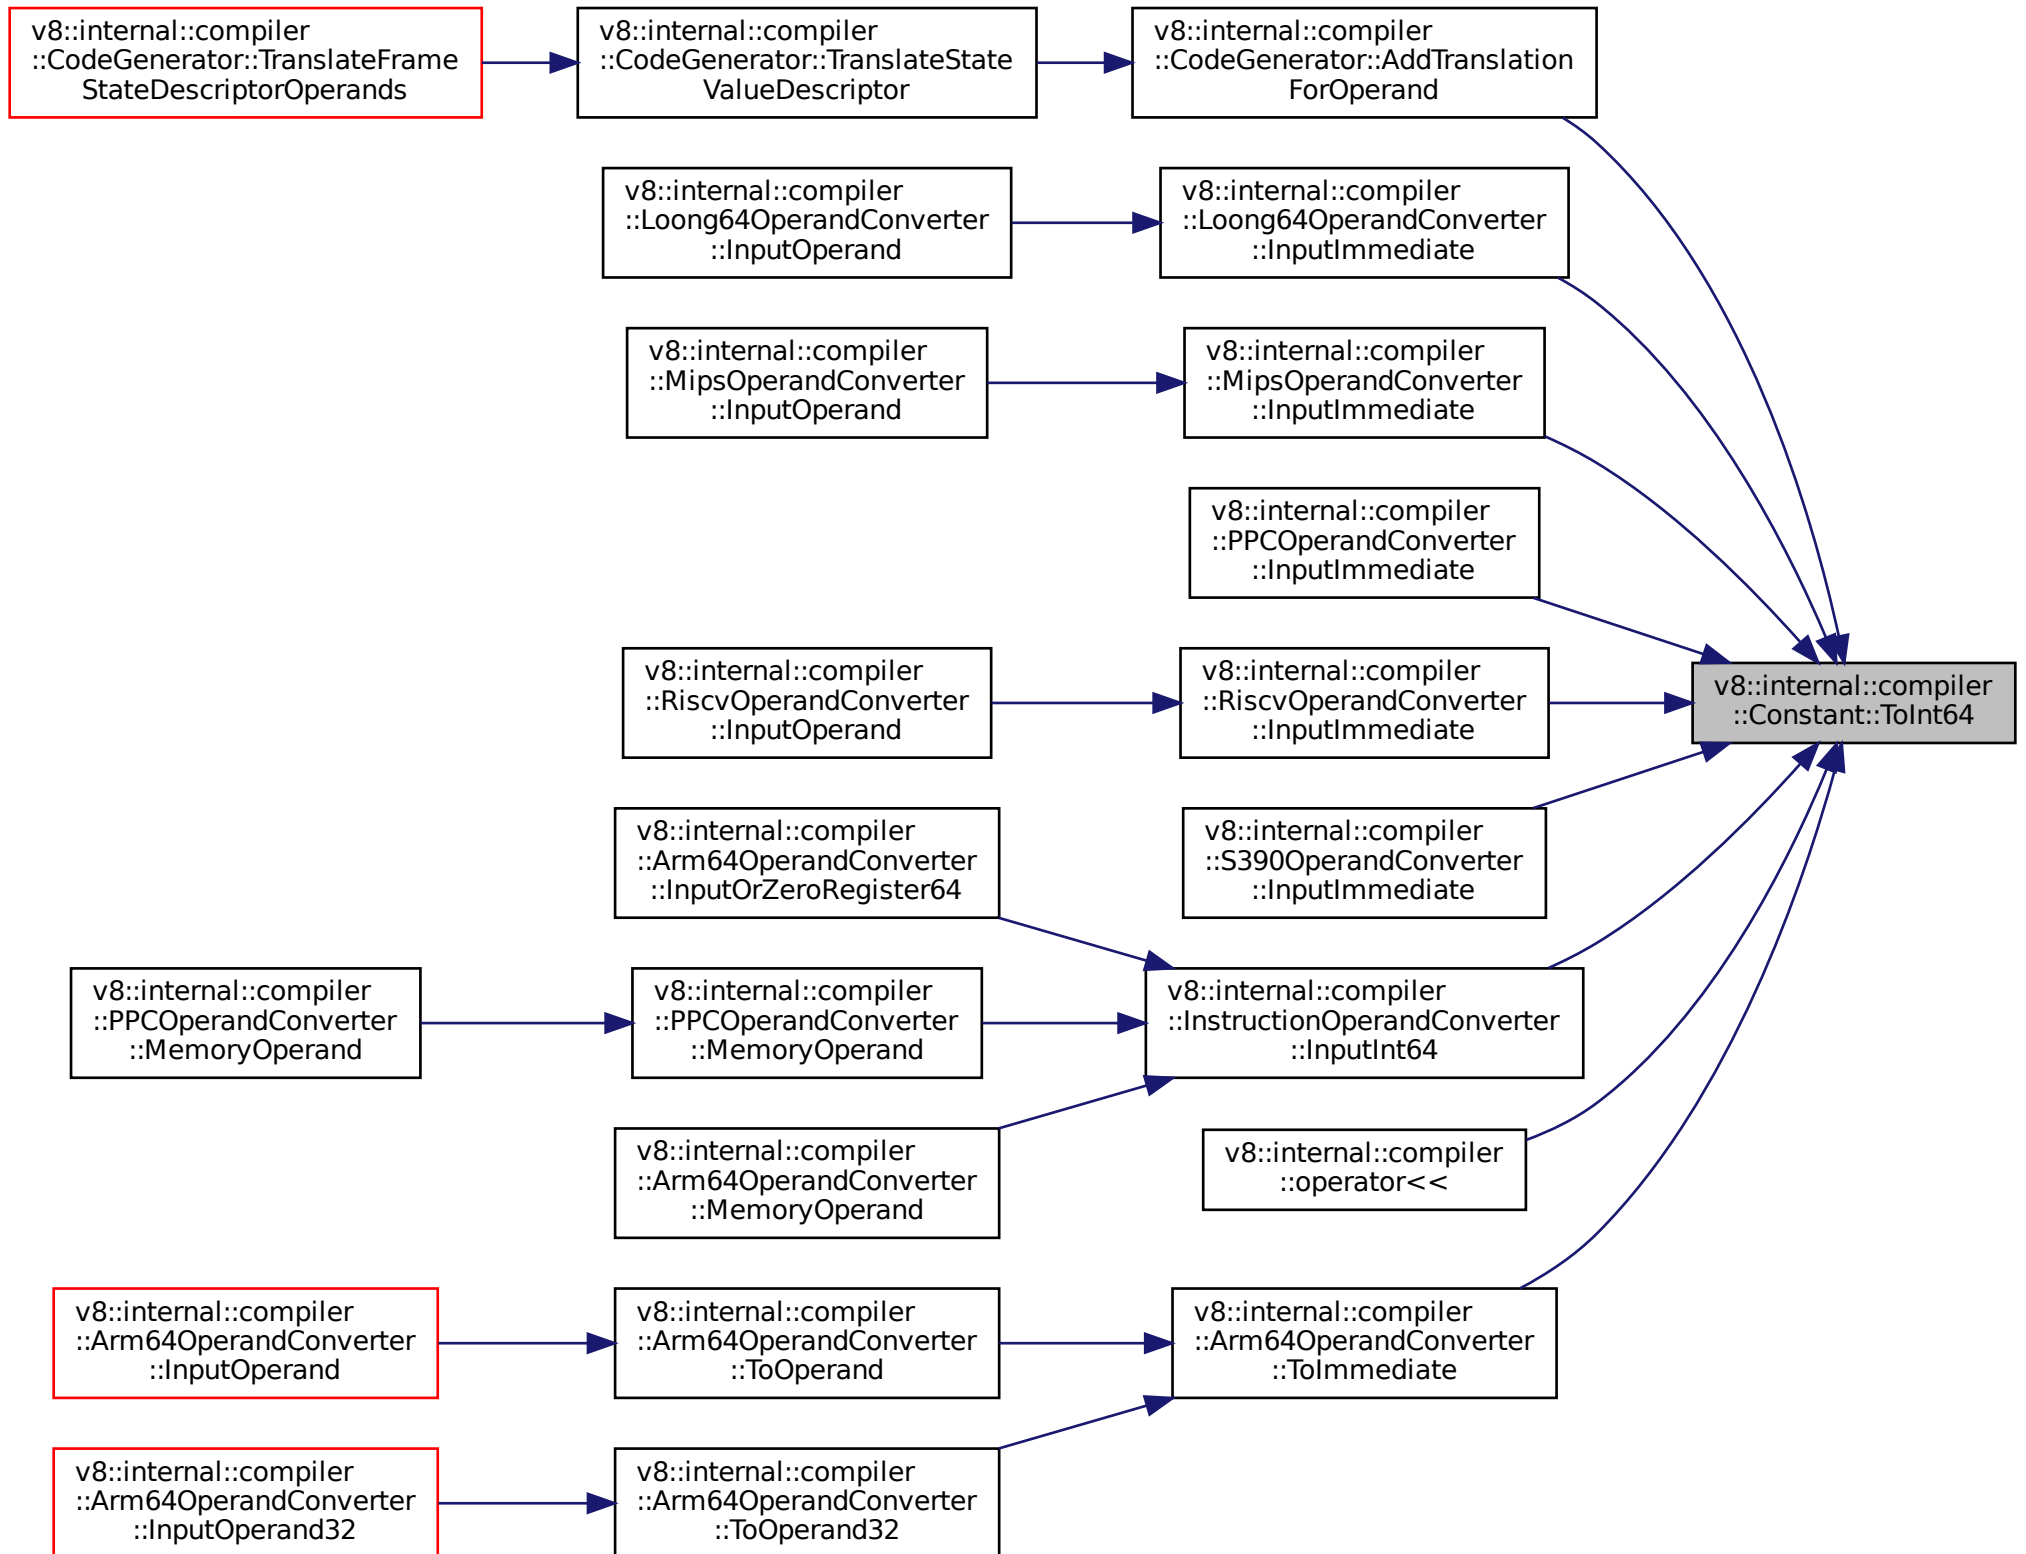 v8::internal::compiler
::CodeGenerator::TranslateFrame
StateDescriptorOperands
v8::internal::compiler
::CodeGenerator::TranslateState
ValueDescriptor
v8::internal::compiler
::CodeGenerator::AddTranslation
ForOperand
v8::internal::compiler
::Loong64OperandConverter
::InputOperand
v8::internal::compiler
::Loong64OperandConverter
::InputImmediate
v8::internal::compiler
::MipsOperandConverter
::InputOperand
v8::internal::compiler
::MipsOperandConverter
::InputImmediate
v8::internal::compiler
::PPCOperandConverter
::InputImmediate
v8::internal::compiler
::RiscvOperandConverter
::InputOperand
v8::internal::compiler
::RiscvOperandConverter
::InputImmediate
v8::internal::compiler
::Constant::ToInt64
v8::internal::compiler
::Arm64OperandConverter
::InputOrZeroRegister64
v8::internal::compiler
::S390OperandConverter
::InputImmediate
v8::internal::compiler
::PPCOperandConverter
::MemoryOperand
v8::internal::compiler
::PPCOperandConverter
::MemoryOperand
v8::internal::compiler
::InstructionOperandConverter
::InputInt64
v8::internal::compiler
::Arm64OperandConverter
::MemoryOperand
v8::internal::compiler
::operator<<
v8::internal::compiler
::Arm64OperandConverter
::InputOperand
v8::internal::compiler
::Arm64OperandConverter
::ToOperand
v8::internal::compiler
::Arm64OperandConverter
::ToImmediate
v8::internal::compiler
::Arm64OperandConverter
::InputOperand32
v8::internal::compiler
::Arm64OperandConverter
::ToOperand32